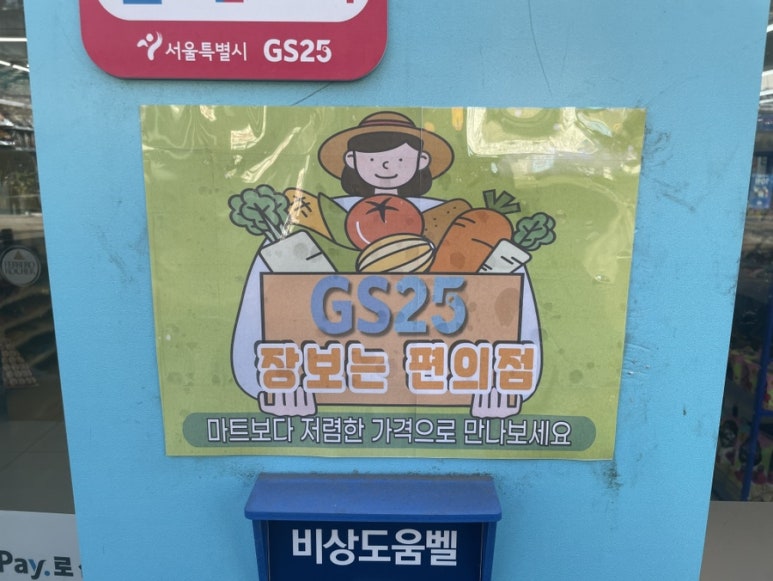 서울특별시 GS25
GS25
장보는 편의점
마트보다 저렴한 가격으로 만나보세요
비상도움벨
Pay.로